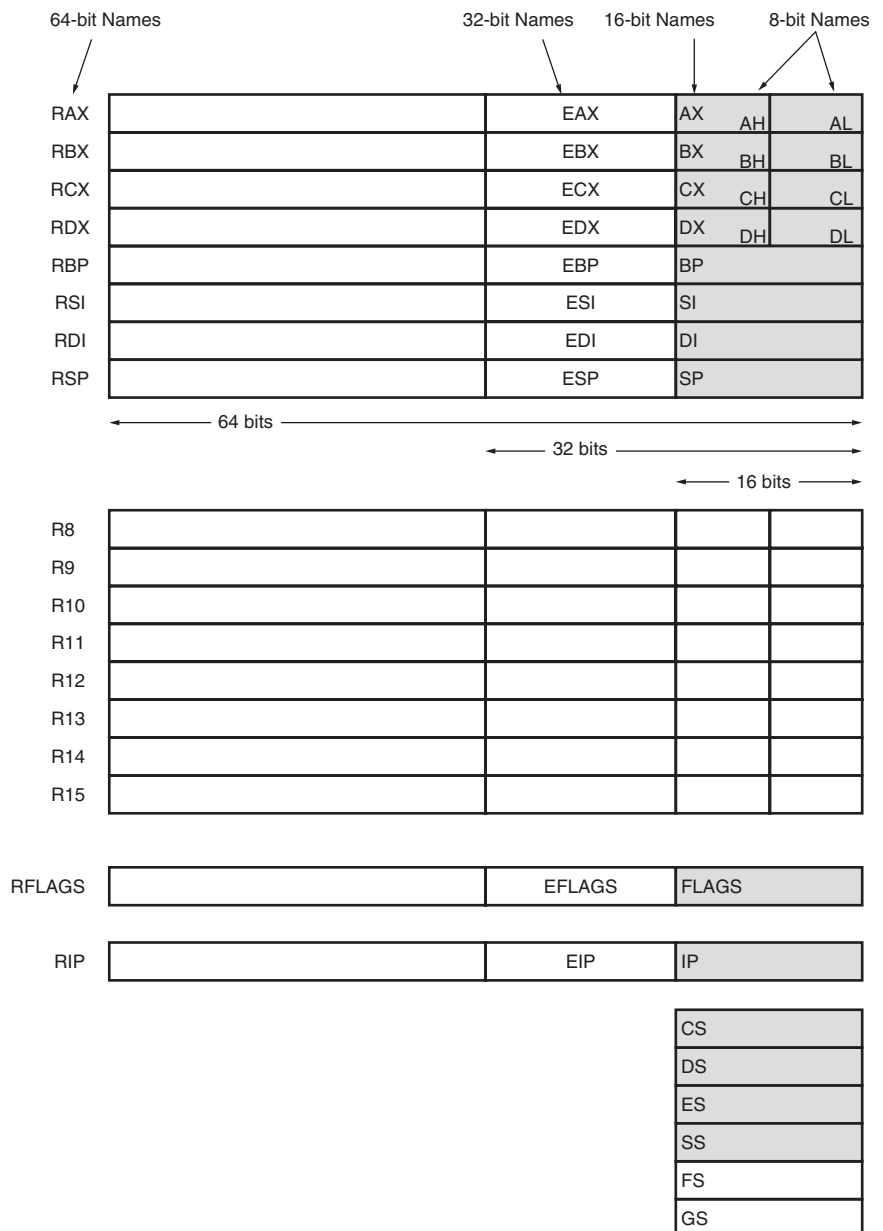 64-bit Names 32-bit Names 16-bit Names 8-bit Names
RAX EAX AX AH AL
RBX EBX BX BH BL
RCX ECX CX CH CL
RDX EDX DX DH DL
RBP EBP BP
RSI ESI SI
RDI EDI DI
RSP ESP SP
64 bits
32 bits
16 bits
R8
R9
R10
R11
R12
R13
R14
R15
RFLAGS EFLAGS FLAGS
RIP EIP IP
CS
DS
ES
SS
FS
GS